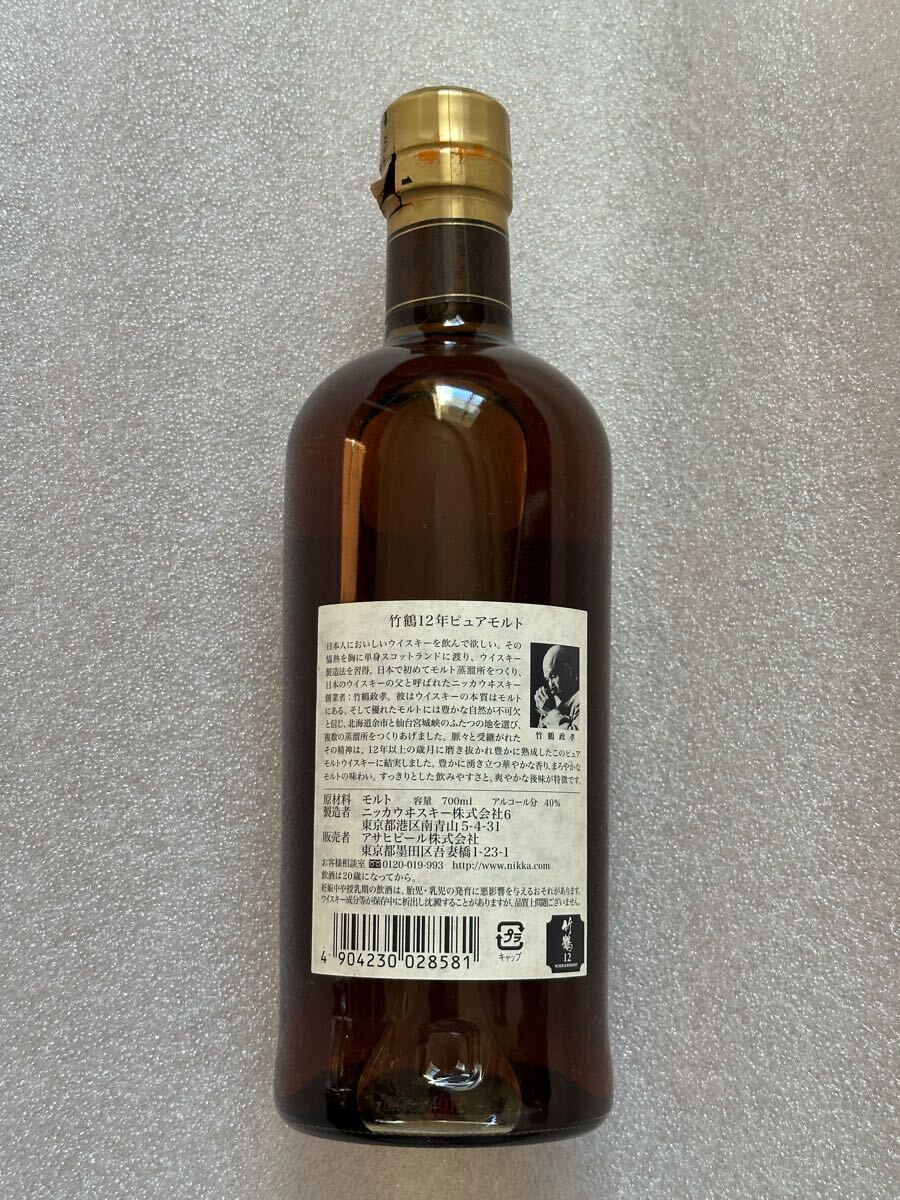 竹鶴12年ピュアモルト
日本人においしいウイスキーを飲んで欲しい。その
情熱を胸に単身スコットランドに渡り、ウイスキー
製造法を習得。日本で初めてモルト蒸溜所をつくり、
日本のウイスキーの父と呼ばれたニッカウヰスキー
創業者:竹鶴政孝。彼はウイスキーの本質はモルト
にある、そして優れたモルトには豊かな自然が不可欠
と信じ、北海道余市と仙台宮城峡のふたつの地を選び、
複数の蒸溜所をつくりあげました。脈々と受継がれた
その精神は、12年以上の歳月に磨き抜かれ豊かに熟成したこのピュア
モルトウイスキーに結実しました。豊かに湧き立つ華やかな香り、まろやかな
モルトの味わい。すっきりとした飲みやすさと、爽やかな後味が特徴です。
竹鶴政孝
原材料 モルト 容量 700ml アルコール分 40%
製造者 ニッカウヰスキー株式会社6
東京都港区南青山5-4-31
販売者 アサヒビール株式会社
東京都墨田区吾妻橋1-23-1
お客様相談室 0120-019-993 http://www.nikka.com
飲酒は20歳になってから。
妊娠中や授乳期の飲酒は、胎児・乳児の発育に悪影響を与えるおそれがあります。
ウイスキー成分等が保存中に析出し沈澱することがありますが、品質上問題ございません。
4 904230 028581
プラ
キャップ
竹鶴
12
NIKKA WHISKY